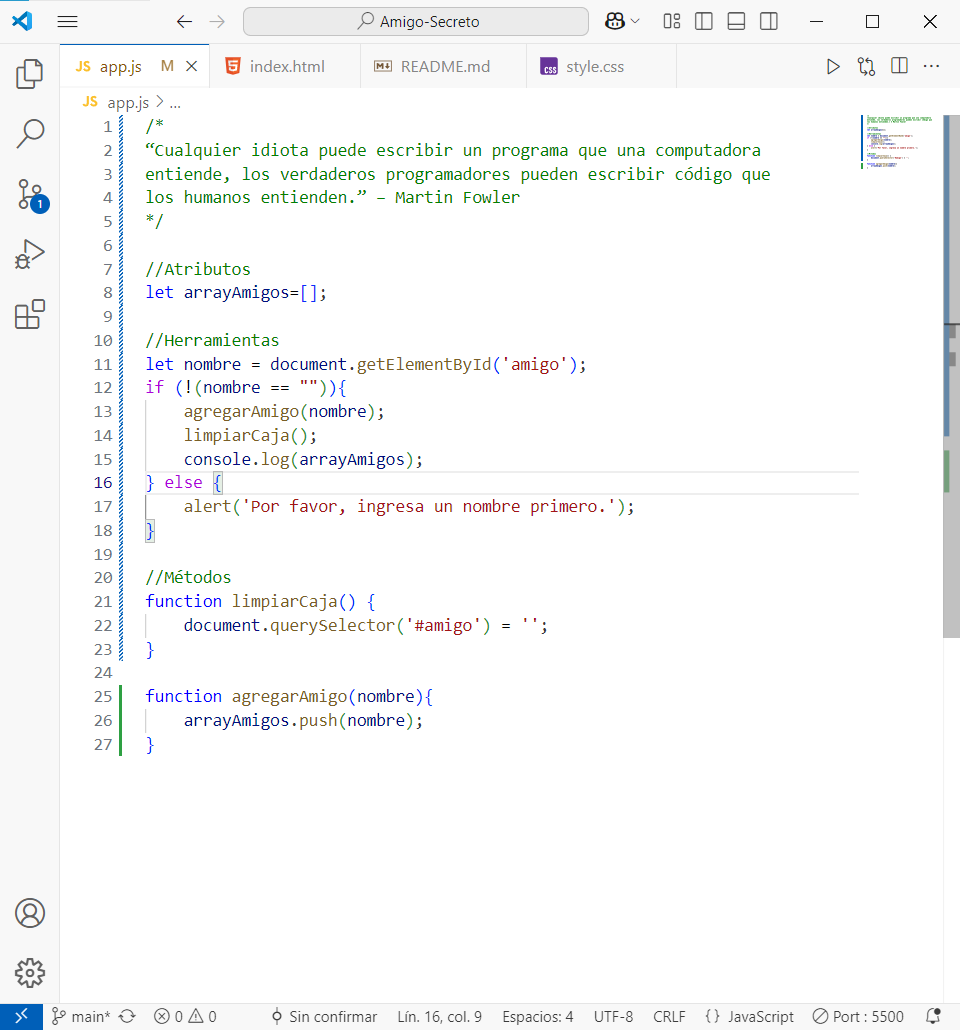 Amigo-Secreto
JS app.js M
index.html
README.md
css style.css
JS app.js > ...
1 /*
2 “Cualquier idiota puede escribir un programa que una computadora
3 entiende, los verdaderos programadores pueden escribir código que
4 los humanos entienden.” – Martin Fowler
5 */
6
7 //Atributos
8 let arrayAmigos=[];
9
10 //Herramientas
11 let nombre = document.getElementById('amigo');
12 if (!(nombre == "")){
13     agregarAmigo(nombre);
14     limpiarCaja();
15     console.log(arrayAmigos);
16 } else {
17     alert('Por favor, ingresa un nombre primero.');
18 }
19
20 //Métodos
21 function limpiarCaja() {
22     document.querySelector('#amigo') = '';
23 }
24
25 function agregarAmigo(nombre){
26     arrayAmigos.push(nombre);
27 }
1
main* 0 0 Sin confirmar Lín. 16, col. 9 Espacios: 4 UTF-8 CRLF {} JavaScript Port : 5500